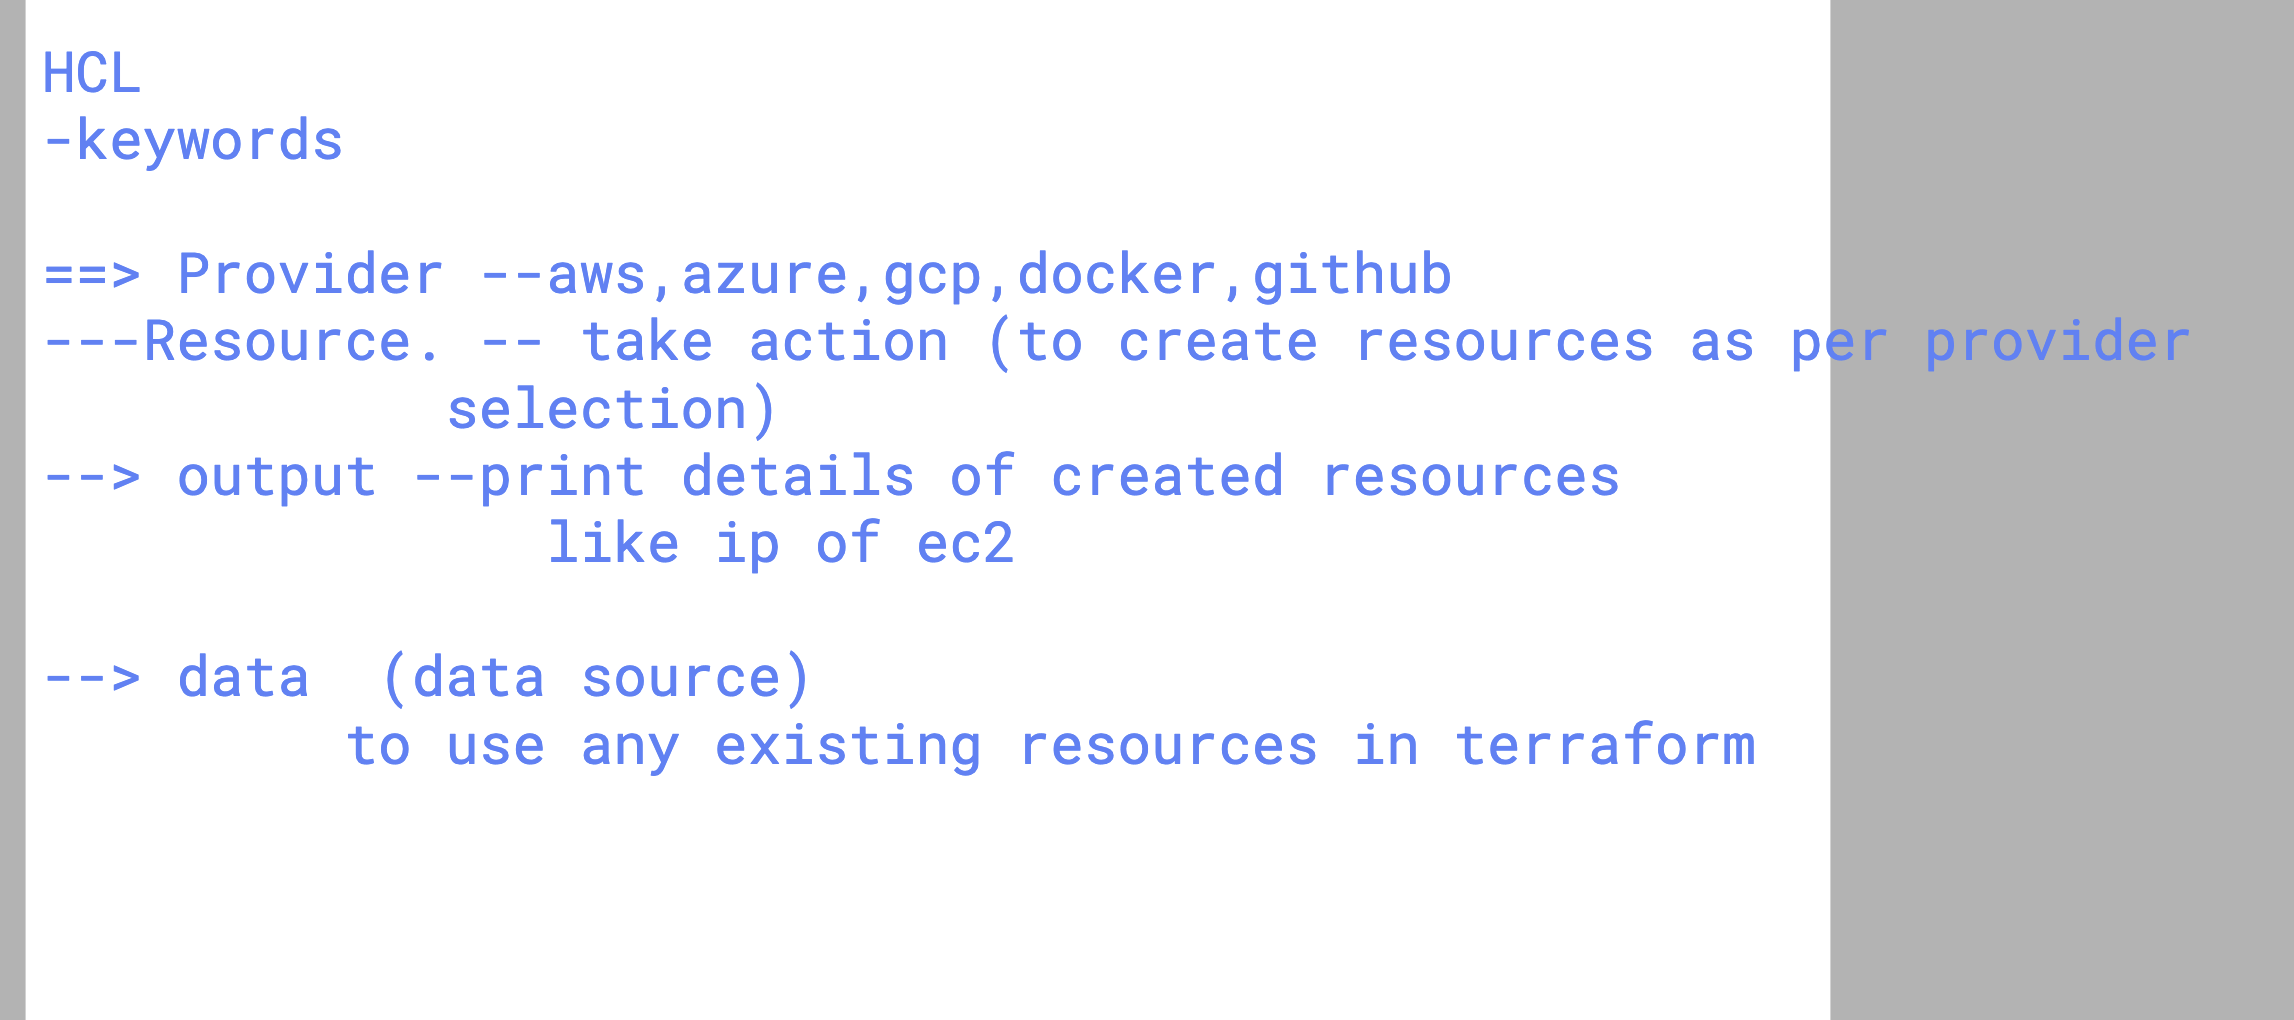 HCL
-keywords
==> Provider --aws,azure,gcp,docker,github
---Resource. -- take action (to create resources as per provider
selection)
--> output --print details of created resources
like ip of ec2
--> data  (data source)
to use any existing resources in terraform